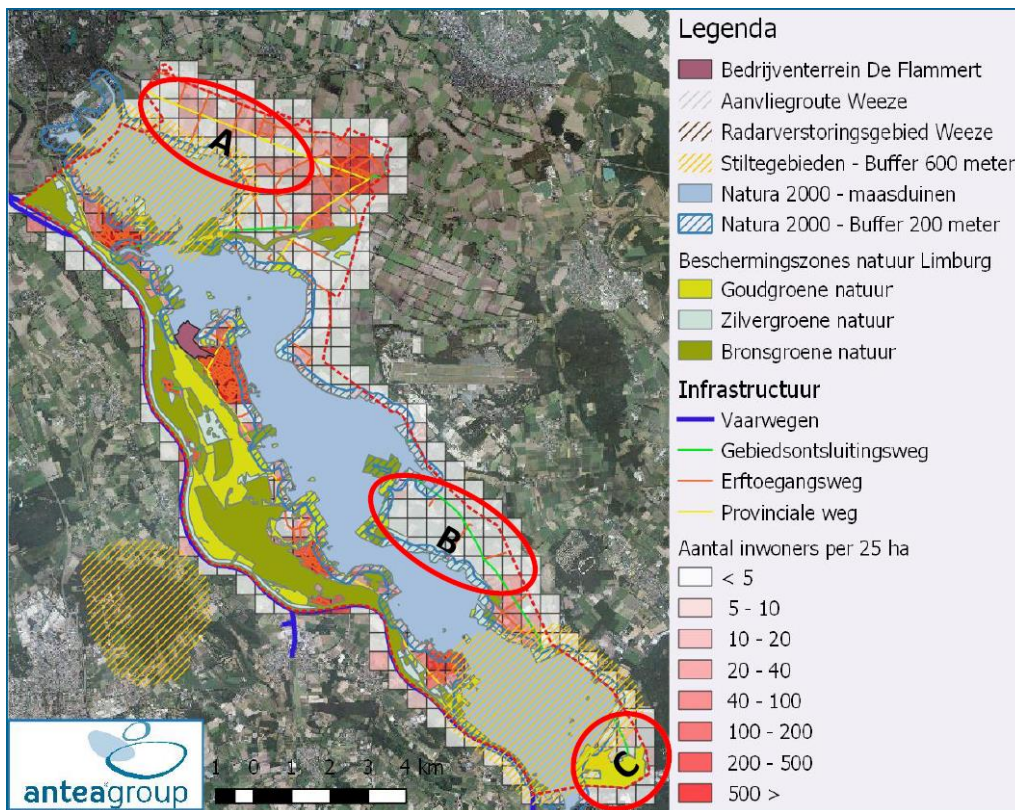 Legenda
Bedrijventerrein De Flammert
Aanvliegroute Weeze
Radarverstoringsgebied Weeze
Stiltegebieden - Buffer 600 meter
Natura 2000 - maasduinen
Natura 2000 - Buffer 200 meter
Beschermingszones natuur Limburg
Goudgroene natuur
Zilvergroene natuur
Bronsgroene natuur
Infrastructuur
Vaarwegen
Gebiedsontsluitingsweg
Erftoegangsweg
Provinciale weg
Aantal inwoners per 25 ha
< 5
5 - 10
10 - 20
20 - 40
40 - 100
100 - 200
200 - 500
500 >
A
B
C
1 0 1 2 3 4 km
anteagroup